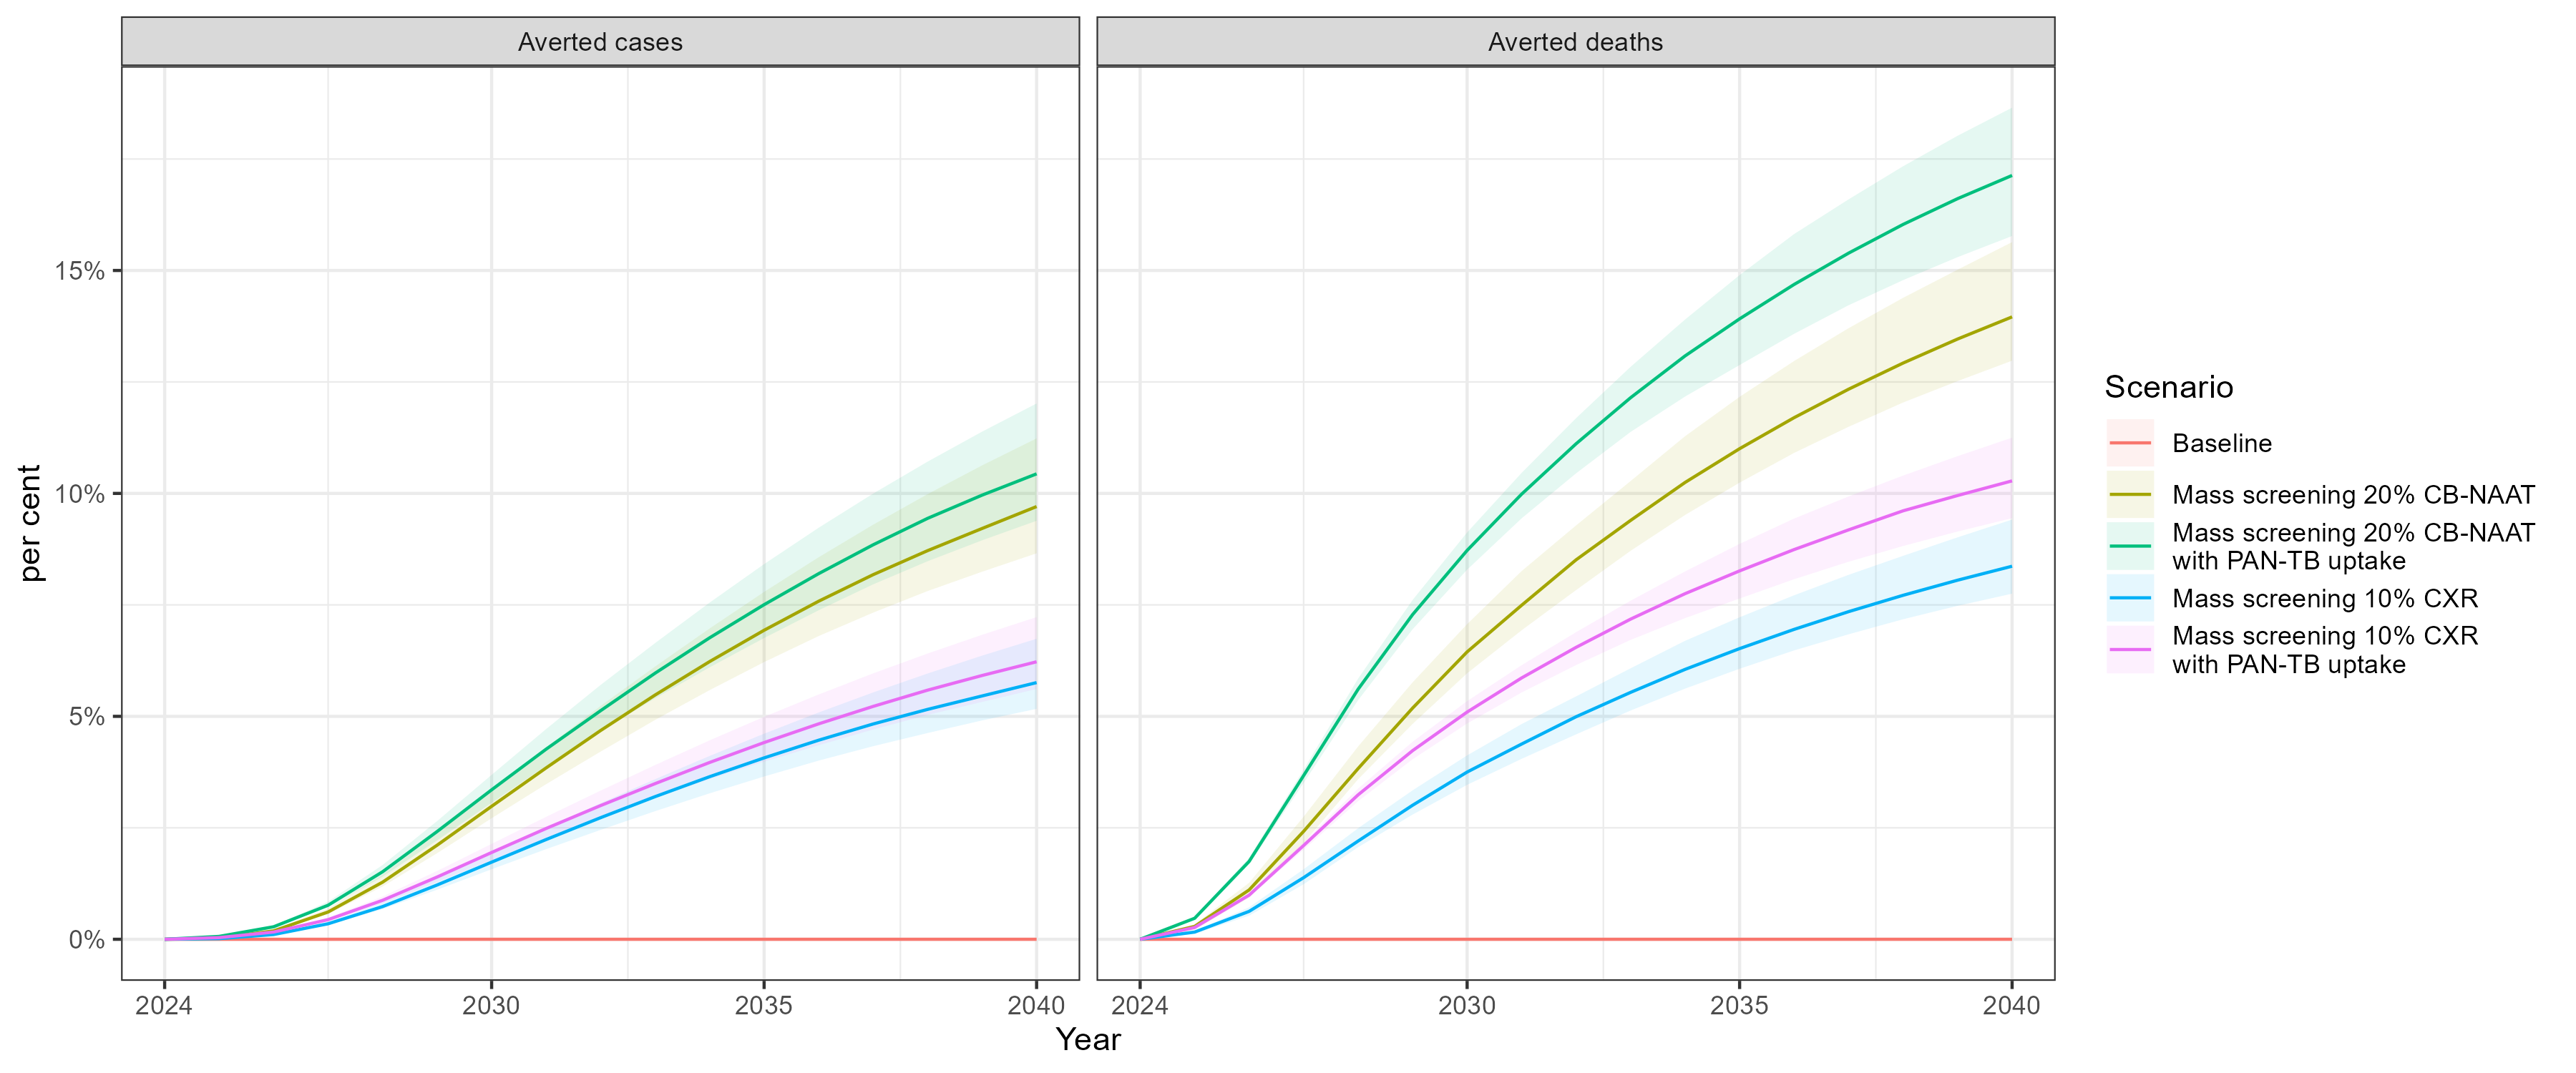 Averted cases
Averted deaths
per cent
15%
10%
5%
0%
2024
2030
2035
2040
2024
2030
2035
2040
Year
Scenario
Baseline
Mass screening 20% CB-NAAT
Mass screening 20% CB-NAAT
with PAN-TB uptake
Mass screening 10% CXR
Mass screening 10% CXR
with PAN-TB uptake